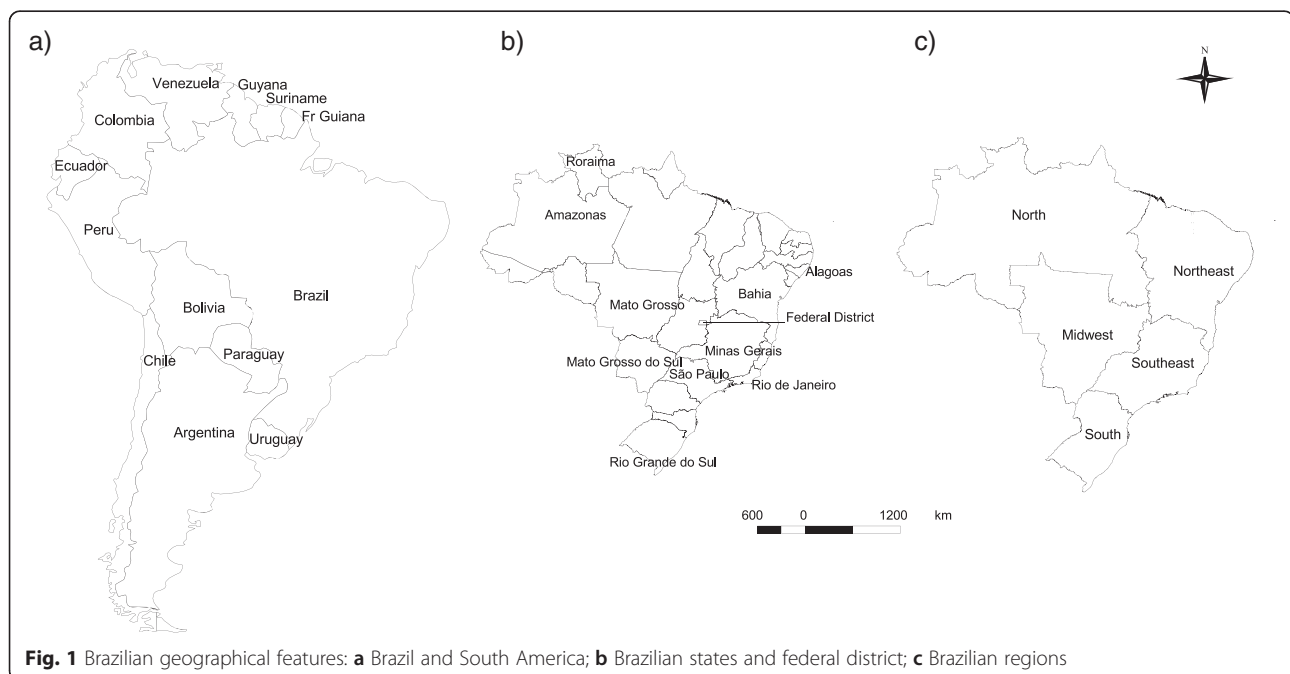 a)
Venezuela
Guyana
Suriname
Fr Guiana
Colombia
Ecuador
Peru
Brazil
Bolivia
Paraguay
Chile
Argentina
Uruguay
b)
Roraima
Amazonas
Alagoas
Bahia
Mato Grosso
Federal District
Minas Gerais
Mato Grosso do Sul
São Paulo
Rio de Janeiro
Rio Grande do Sul
600 0 1200 km
c)
N
North
Northeast
Midwest
Southeast
South
Fig. 1 Brazilian geographical features: a Brazil and South America; b Brazilian states and federal district; c Brazilian regions